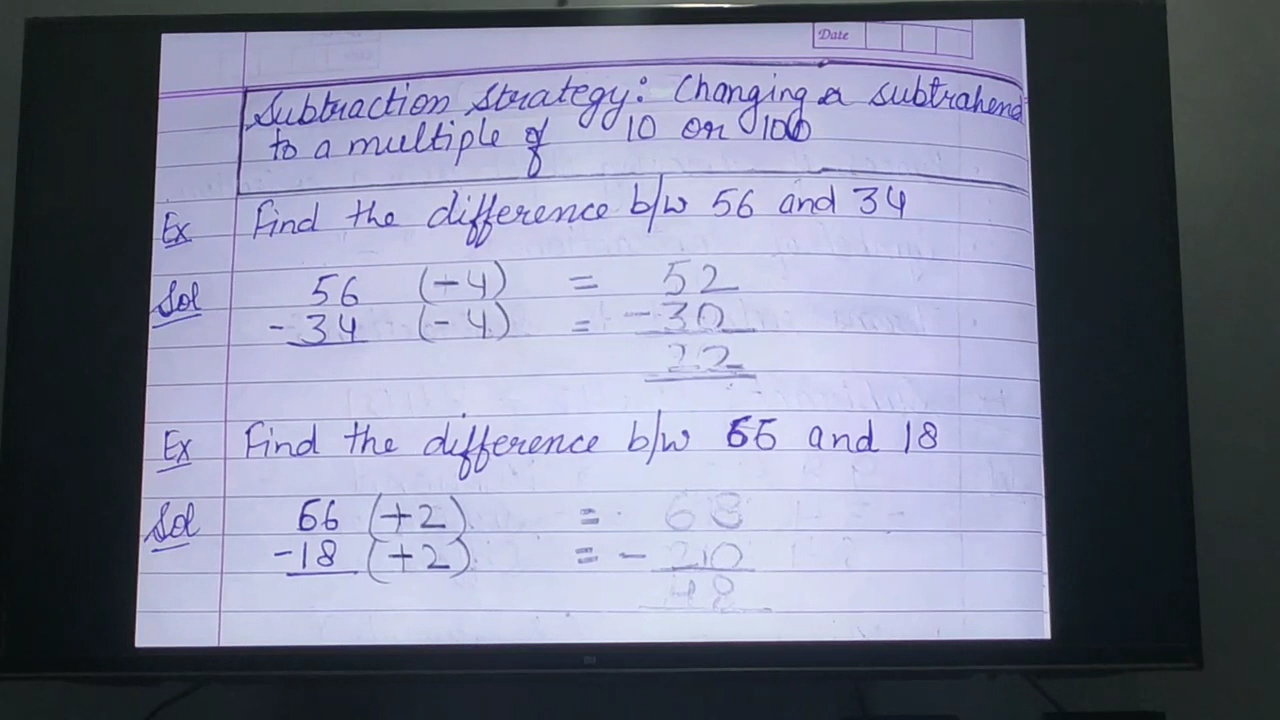 Date
Subtraction Strategy: Changing a subtrahend
to a multiple of 10 or 100
Ex Find the difference b/w 56 and 34
Sol 56 (-4) = 52
- 34 (-4) = - 30
22
Ex Find the difference b/w 66 and 18
Sol 66 (+2) = 68
- 18 (+2) = - 20
48